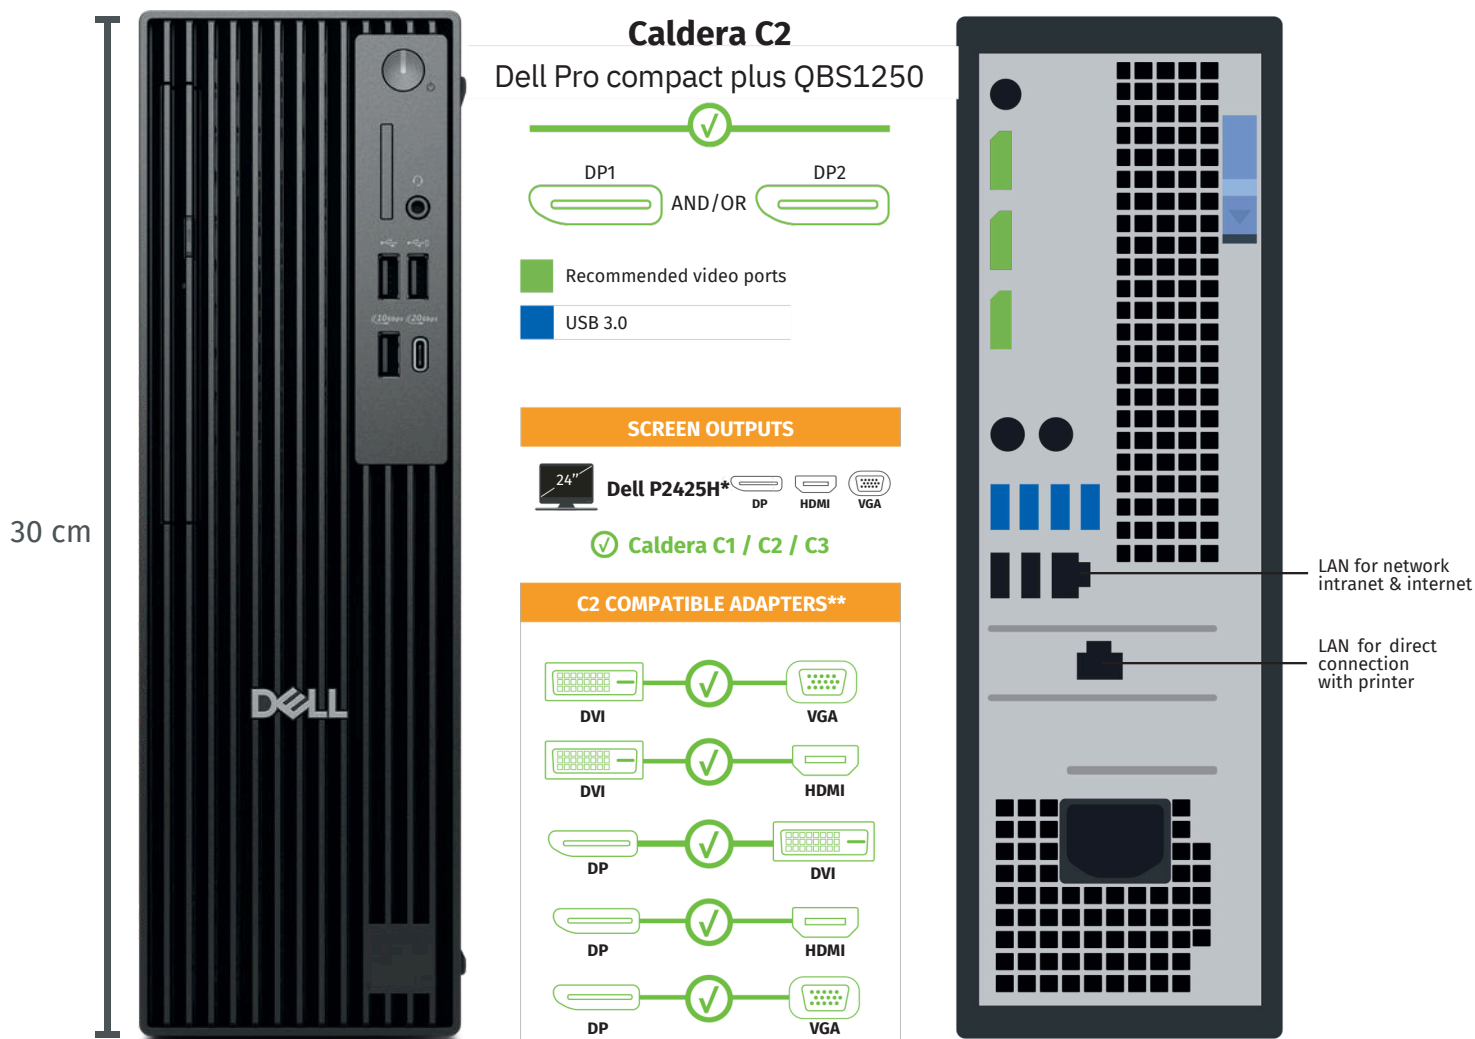 Caldera C2
Dell Pro compact plus QBS1250
DP1
AND/OR
DP2
Recommended video ports
USB 3.0
SCREEN OUTPUTS
24”
Dell P2425H*
DP
HDMI
VGA
Caldera C1 / C2 / C3
C2 COMPATIBLE ADAPTERS**
DVI
VGA
DVI
HDMI
DP
DVI
DP
HDMI
DP
VGA
30 cm
10Gbps
20Gbps
DELL
LAN for network
intranet & internet
LAN for direct
connection
with printer